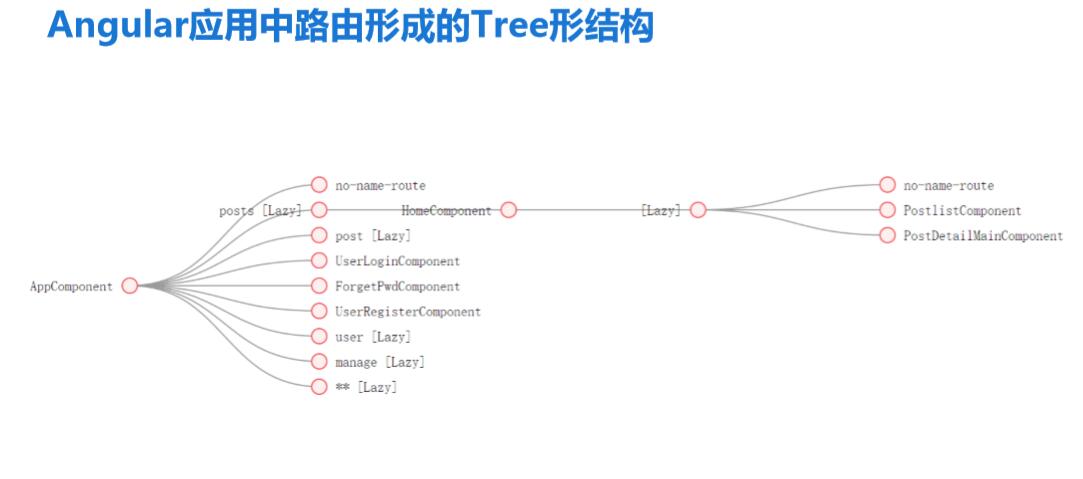 Angular应用中路由形成的Tree形结构
no-name-route
no-name-route
posts [Lazy]
HomeComponent
[Lazy]
PostlistComponent
post [Lazy]
PostDetailMainComponent
UserLoginComponent
AppComponent
ForgetPwdComponent
UserRegisterComponent
user [Lazy]
manage [Lazy]
** [Lazy]